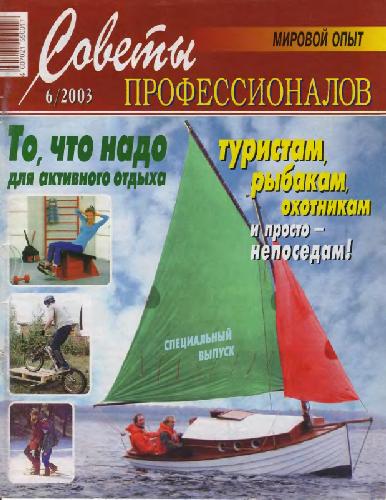 Советы
МИРОВОЙ ОПЫТ
6/2003
ПРОФЕССИОНАЛОВ
То, что надо
для активного отдыха
туристам,
рыбакам,
охотникам
и просто –
непоседам!
СПЕЦИАЛЬНЫЙ
ВЫПУСК